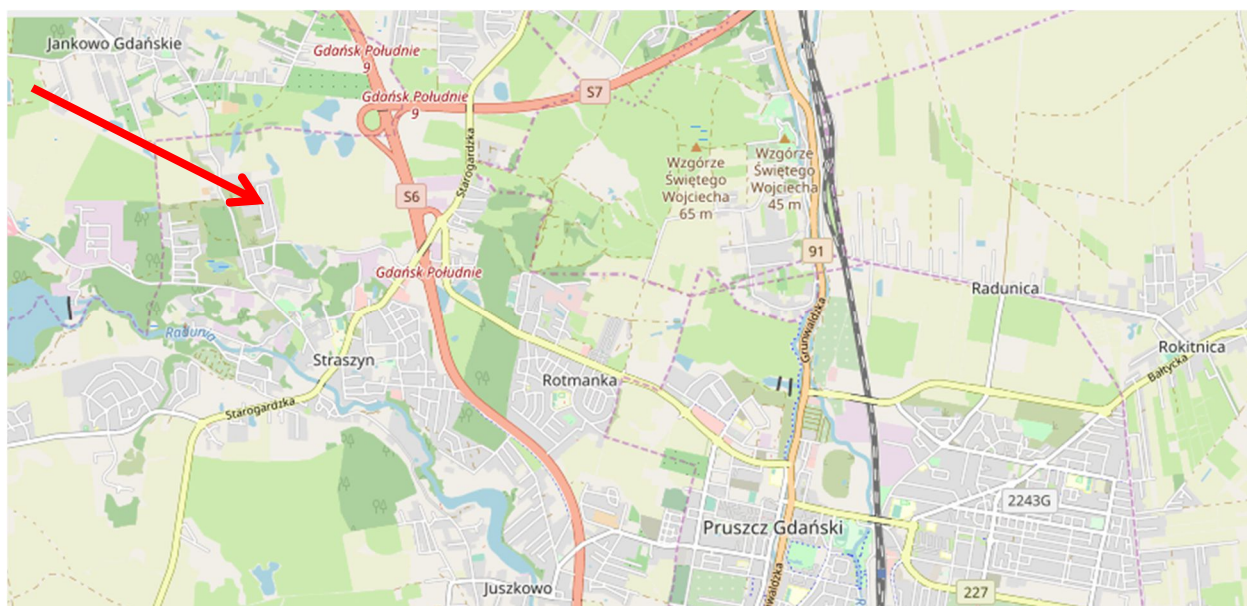 Jankowo Gdańskie
Gdańsk Południe
9
Gdańsk Południe
9
S7
Starogardzka
S6
Wzgórze
Świętego
Wojciecha
65 m
Wzgórze
Świętego
Wojciecha
45 m
91
Gdańsk Południe
Radunica
Radunia
Grunwaldzka
Rokitnica
Straszyn
Rotmanka
Bałtycka
Starogardzka
2243G
Pruszcz Gdański
Juszkowo
Grunwaldzka
227